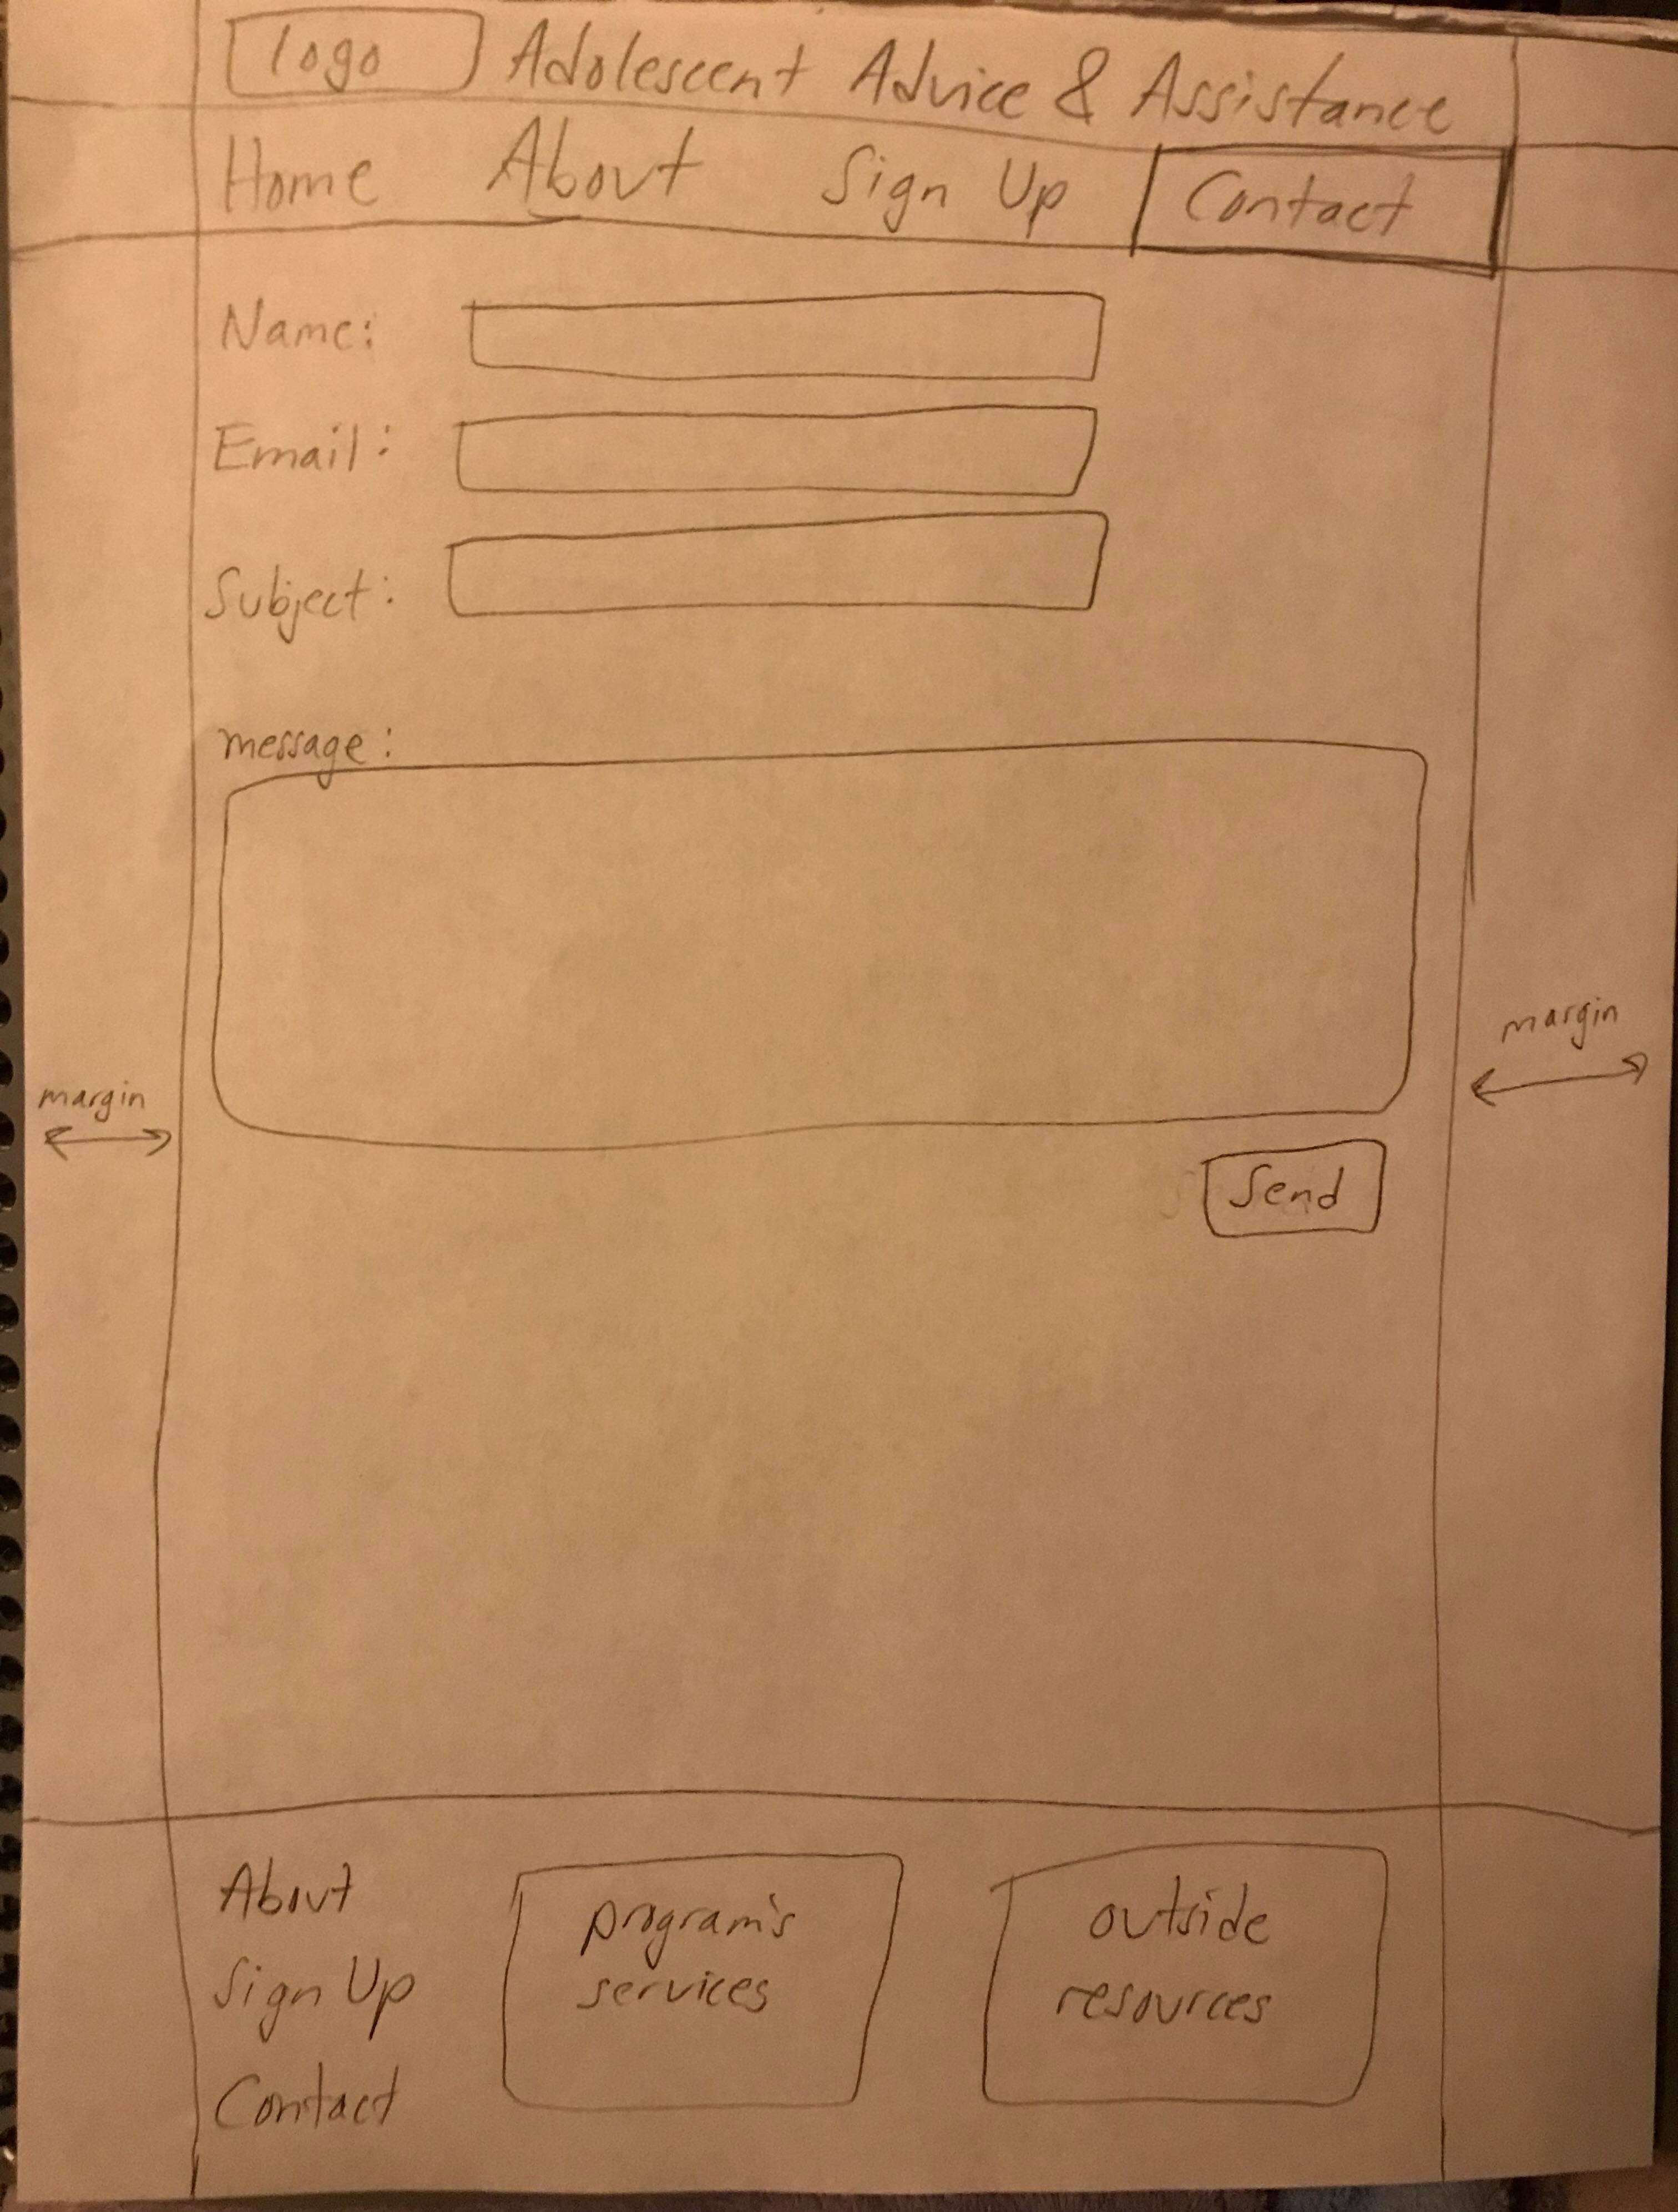 logo Adolescent Advice & Assistance
Home About Sign Up Contact
Name:
Email:
Subject:
message:
margin
margin
Send
About
Sign Up
Contact
program's
services
outside
resources